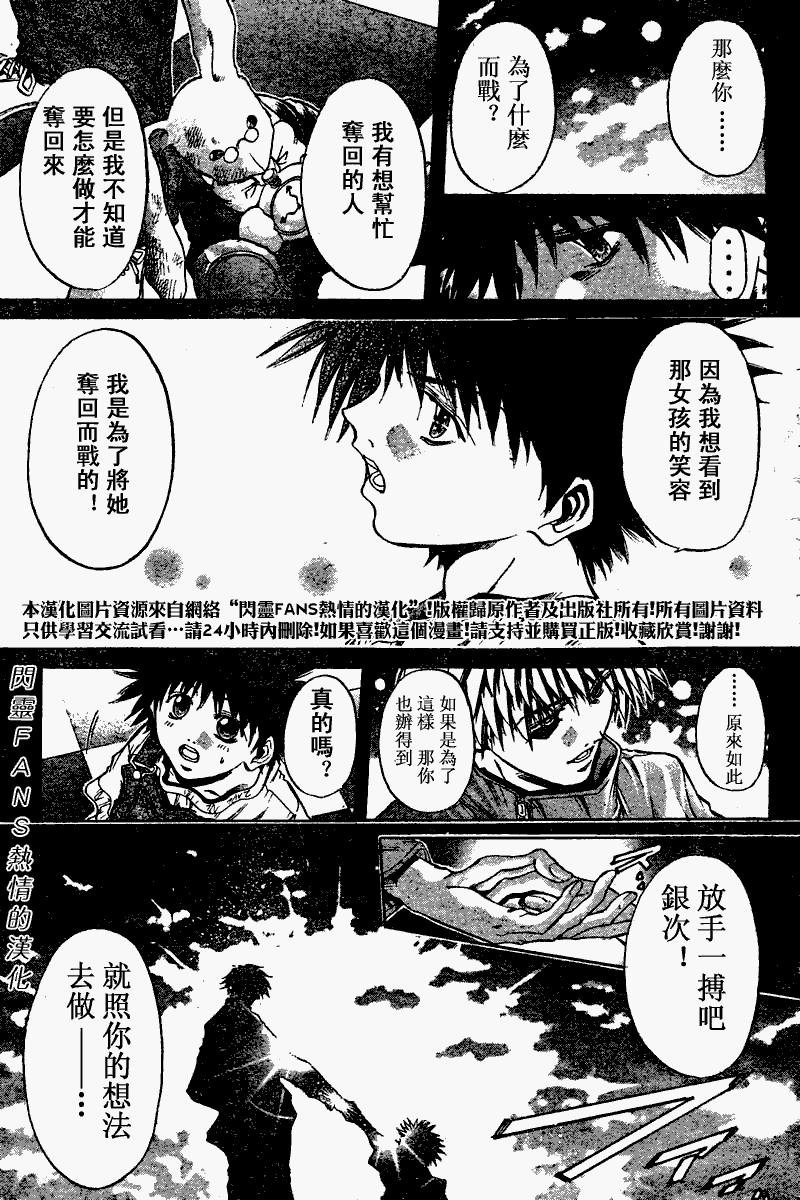 那麼你……
為了什麼
而戰？
‥‥
我有想幫忙
奪回的人
但是我不知道
要怎麼做才能
奪回來
因為我想看到
那女孩的笑容
我是為了將她
奪回而戰的！
本漢化圖片資源來自網絡“閃靈FANS熱情的漢化”!版權歸原作者及出版社所有!所有圖片資料
只供學習交流試看…請24小時內刪除!如果喜歡這個漫畫!請支持並購買正版!收藏欣賞!謝謝!
……原來如此
如果是為了
這樣 那你
也辦得到
真的嗎？
閃靈FANS熱情的漢化
放手一搏吧
銀次！
就照你的想法
去做——…